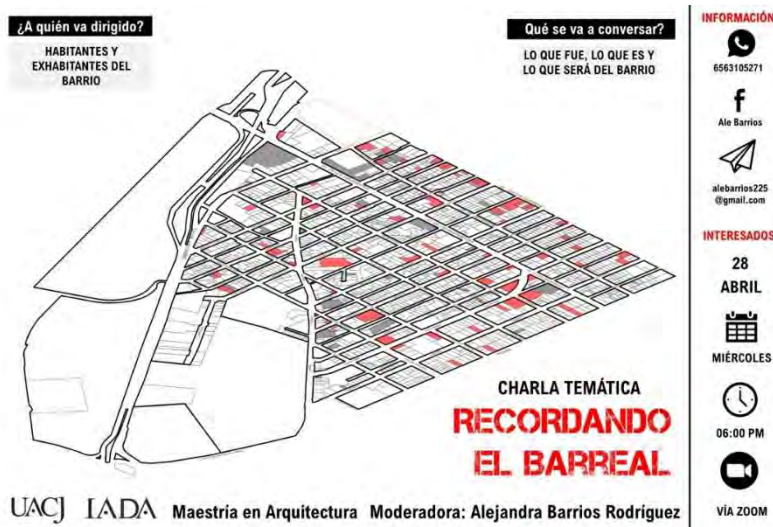 ¿A quién va dirigido?
HABITANTES Y
EXHABITANTES DEL
BARRIO
Qué se va a conversar?
LO QUE FUE, LO QUE ES Y
LO QUE SERÁ DEL BARRIO
CHARLA TEMÁTICA
RECORDANDO
EL BARREAL
UACJ IADA Maestria en Arquitectura Moderadora: Alejandra Barrios Rodríguez
INFORMACIÓN
6563105271
Ale Barrios
alebarrios225
@gmail.com
INTERESADOS
28
ABRIL
MIÉRCOLES
06:00 PM
VÍA ZOOM